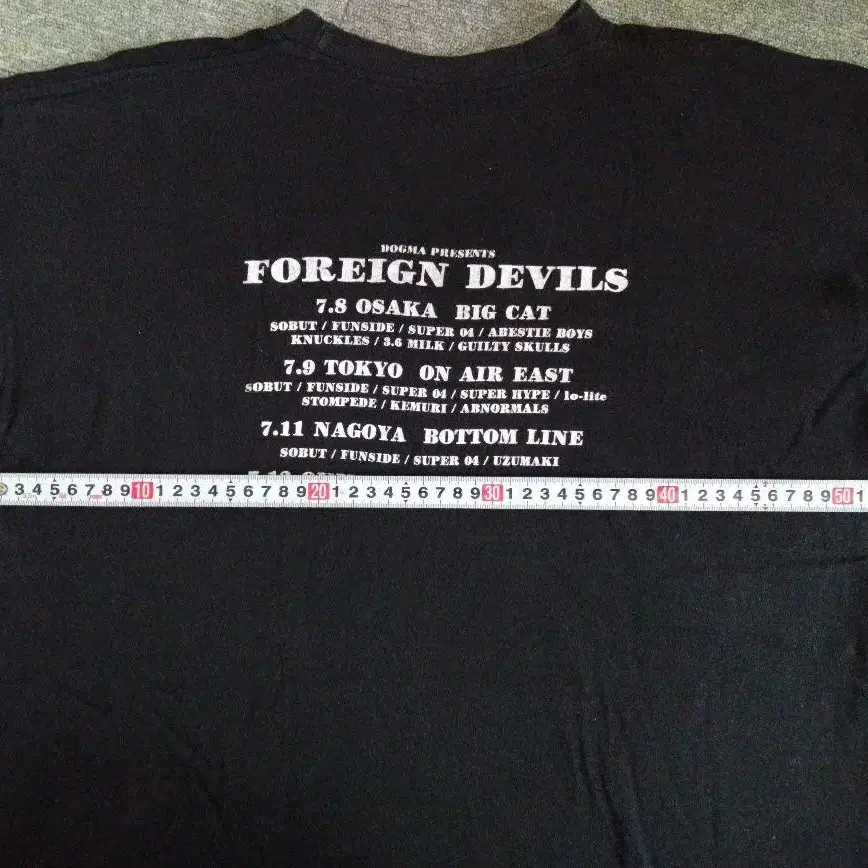 DOGMA PRESENTS
FOREIGN DEVILS
7.8 OSAKA BIG CAT
SOBUT / FUNSIDE / SUPER 04 / ABESTIE BOYS
KNUCKLES / 3.6 MILK / GUILTY SKULLS
7.9 TOKYO ON AIR EAST
SOBUT / FUNSIDE / SUPER 04 / SUPER HYPE / lo-lite
STOMPEDE / KEMURI / ABNORMALS
7.11 NAGOYA BOTTOM LINE
SOBUT / FUNSIDE / SUPER 04 / UZUMAKI
3 4 5 6 7 8 9 10 1 2 3 4 5 6 7 8 9 20 1 2 3 4 5 6 7 8 9 30 1 2 3 4 5 6 7 8 9 40 1 2 3 4 5 6 7 8 9 50 1